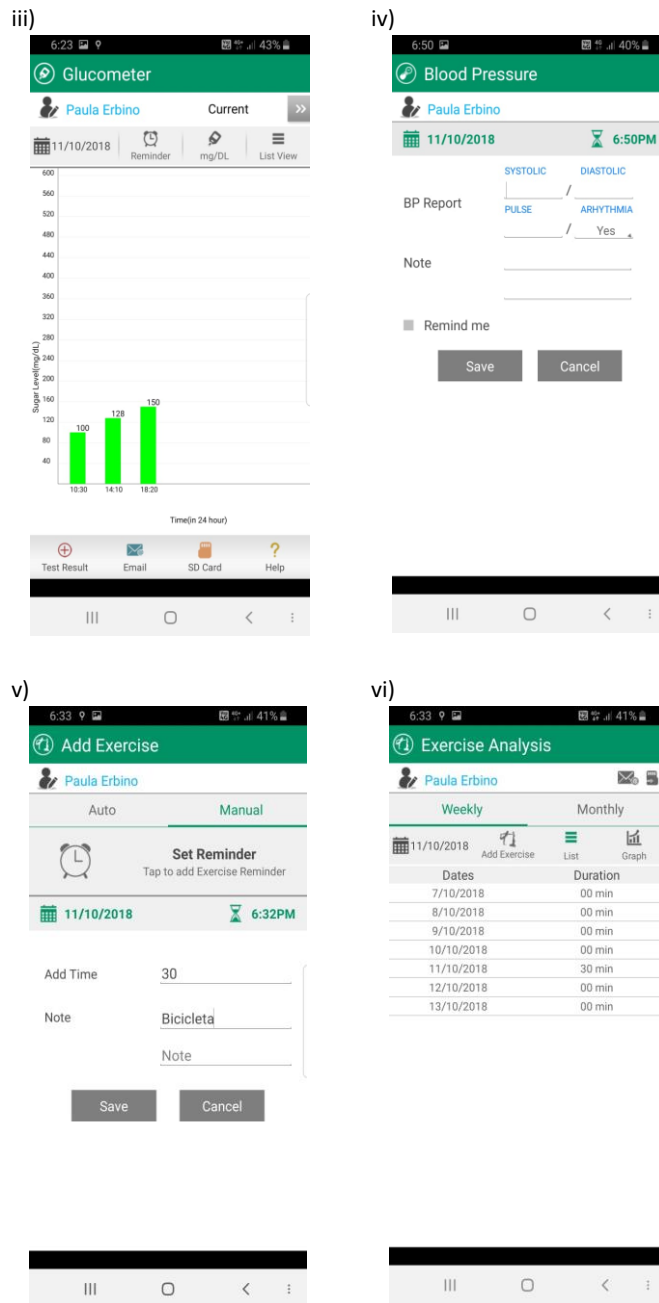 iii)
6:23 43%
Glucometer
Paula Erbino Current »
11/10/2018 Reminder mg/DL List View
600
560
520
480
440
400
360
320
280
240
200
160
120
80
40
Sugar Level(mg/dL)
100 128 150
10:30 14:10 18:20
Time(in 24 hour)
Test Result Email SD Card Help
iv)
6:50 40%
Blood Pressure
Paula Erbino
11/10/2018 6:50PM
SYSTOLIC DIASTOLIC
BP Report /
PULSE ARHYTHMIA
/ Yes
Note
Remind me
Save Cancel
v)
6:33 41%
Add Exercise
Paula Erbino
Auto Manual
Set Reminder
Tap to add Exercise Reminder
11/10/2018 6:32PM
Add Time 30
Note Bicicleta
Note
Save Cancel
vi)
6:33 41%
Exercise Analysis
Paula Erbino
Weekly Monthly
11/10/2018 Add Exercise List Graph
Dates Duration
7/10/2018 00 min
8/10/2018 00 min
9/10/2018 00 min
10/10/2018 00 min
11/10/2018 30 min
12/10/2018 00 min
13/10/2018 00 min